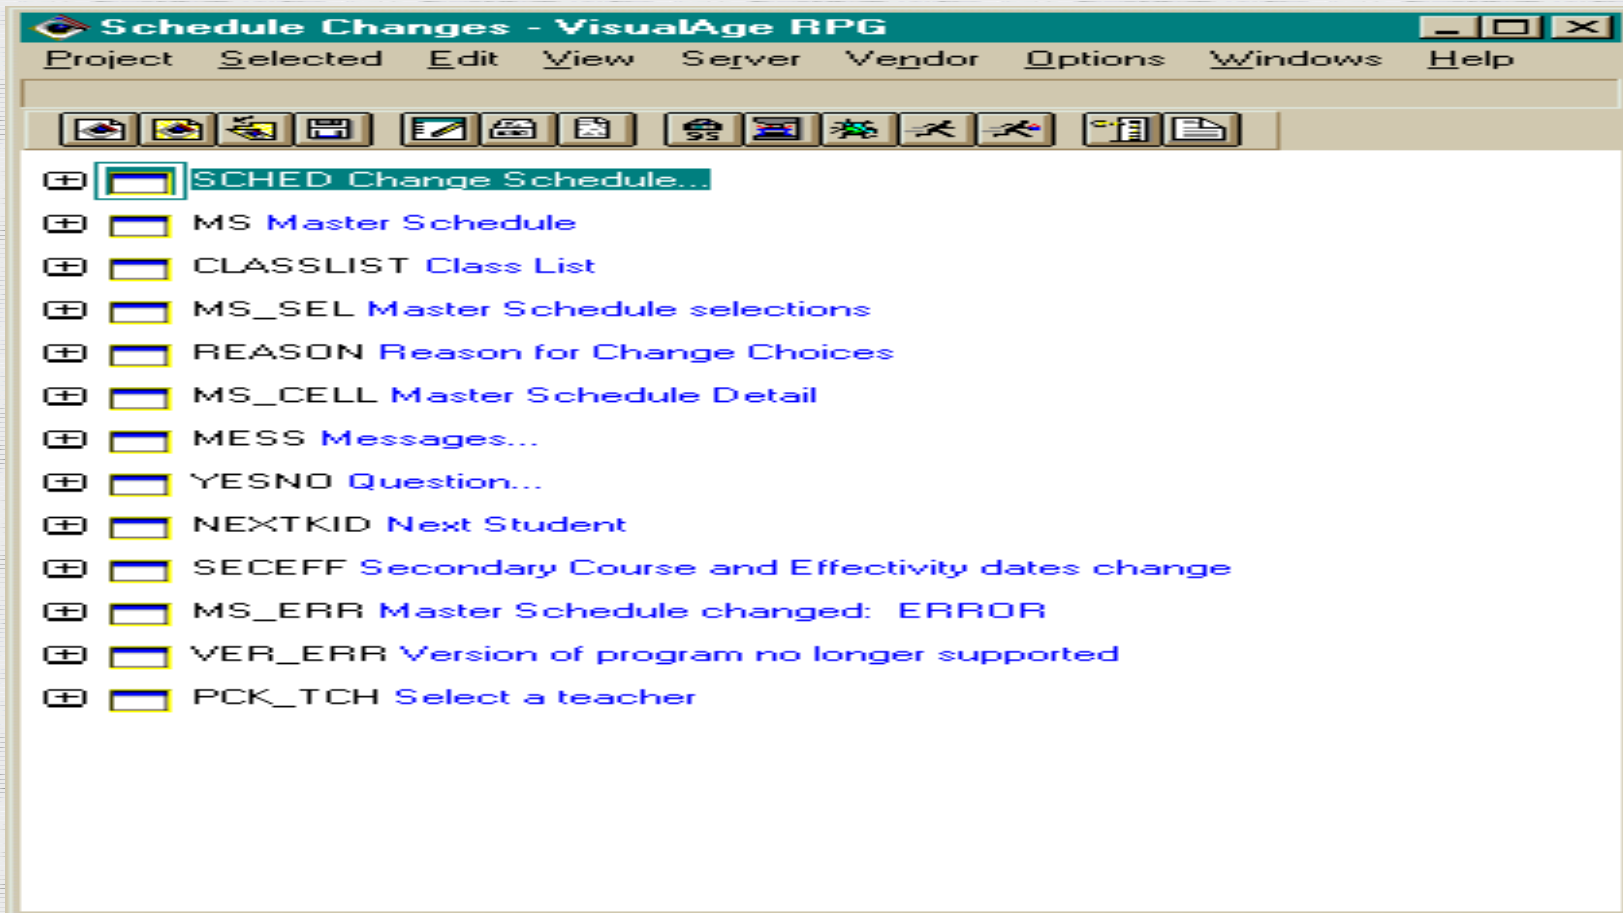 Schedule Changes - VisualAge RPG
Project Selected Edit View Server Vendor Options Windows Help
SCHED Change Schedule...
MS Master Schedule
CLASSLIST Class List
MS_SEL Master Schedule selections
REASON Reason for Change Choices
MS_CELL Master Schedule Detail
MESS Messages...
YESNO Question...
NEXTKID Next Student
SECEFF Secondary Course and Effectivity dates change
MS_ERR Master Schedule changed: ERROR
VER_ERR Version of program no longer supported
PCK_TCH Select a teacher